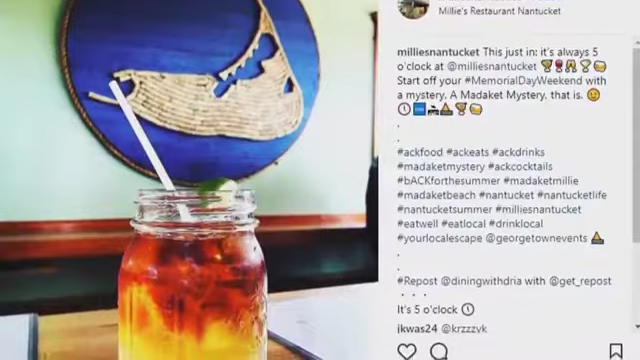 Millie's Restaurant Nantucket
milliesnantucket This just in: it's always 5
o'clock at @milliesnantucket 🏆🍷🎊🏆🍻
Start off your #MemorialDayWeekend with
a mystery. A Madaket Mystery, that is. 😉
.
.
#ackfood #ackeats #ackdrinks
#madaketmystery #ackcocktails
#bACKforthesummer #madaketmillie
#madaketbeach #nantucket #nantucketlife
#nantucketsummer #milliesnantucket
#eatwell #eatlocal #drinklocal
#yourlocalescape @georgetownevents
.
.
#Repost @diningwithdria with @get_repost
・・・
It's 5 o'clock 🕔
jkwas24 @krzzzyk